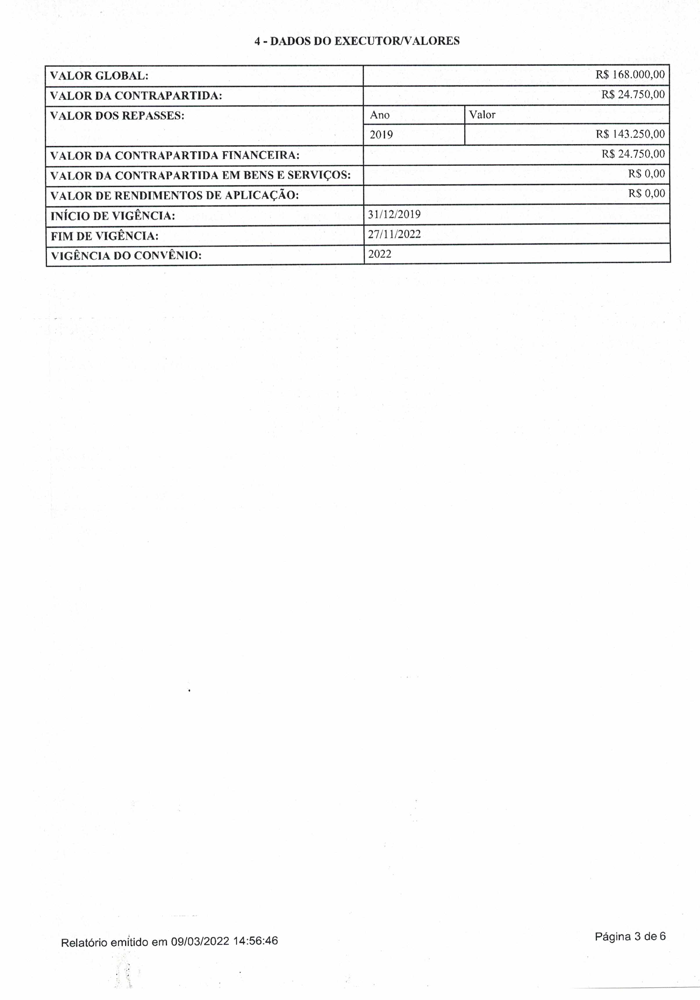 4 - DADOS DO EXECUTOR/VALORES
VALOR GLOBAL: R$ 168.000,00
VALOR DA CONTRAPARTIDA: R$ 24.750,00
VALOR DOS REPASSES: Ano Valor
2019 R$ 143.250,00
VALOR DA CONTRAPARTIDA FINANCEIRA: R$ 24.750,00
VALOR DA CONTRAPARTIDA EM BENS E SERVIÇOS: R$ 0,00
VALOR DE RENDIMENTOS DE APLICAÇÃO: R$ 0,00
INÍCIO DE VIGÊNCIA: 31/12/2019
FIM DE VIGÊNCIA: 27/11/2022
VIGÊNCIA DO CONVÊNIO: 2022
Relatório emitido em 09/03/2022 14:56:46 Página 3 de 6